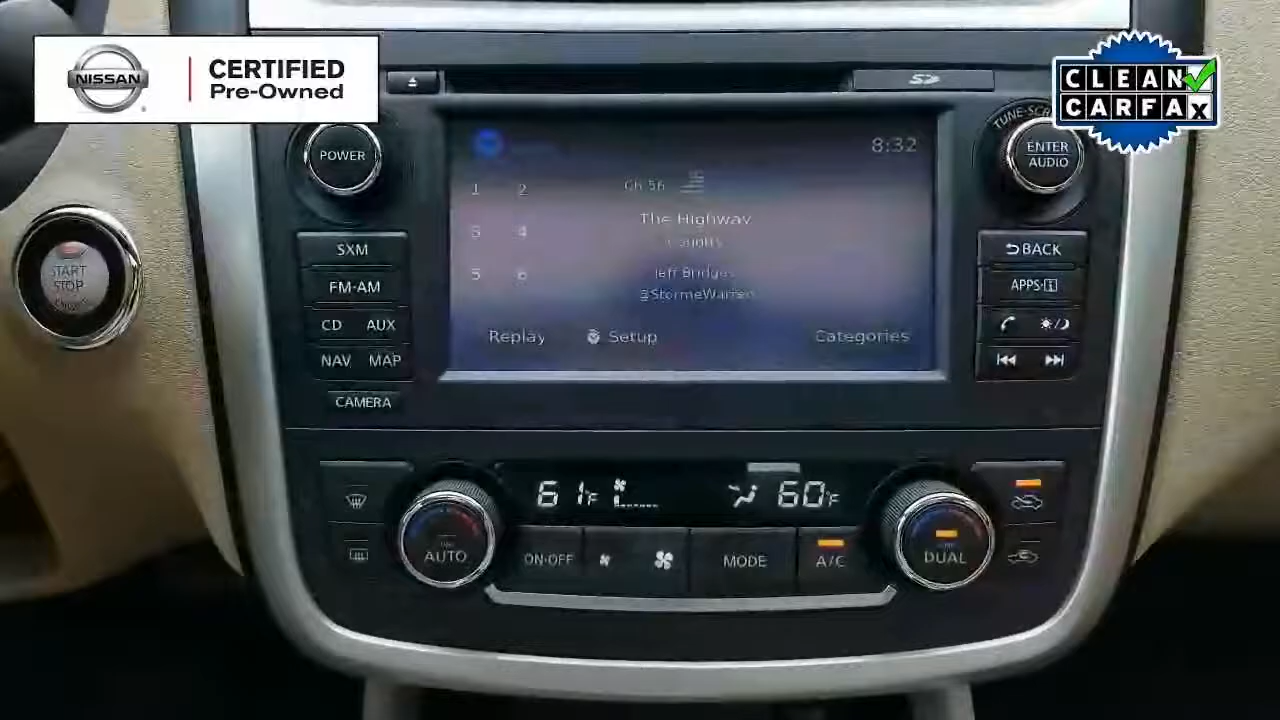 NISSAN
CERTIFIED
Pre-Owned
CLEAN
CARFAX
POWER
8:32
TUNE-SCR
ENTER
AUDIO
1 2
Ch 56
The Highway
4
5 6
Jeff Bridges
@StormeWarren
Replay
Setup
Categories
START
STOP
SXM
FM-AM
CD AUX
NAV MAP
CAMERA
BACK
APPS·i
61°F
60°F
AUTO
ON·OFF
MODE
A/C
DUAL